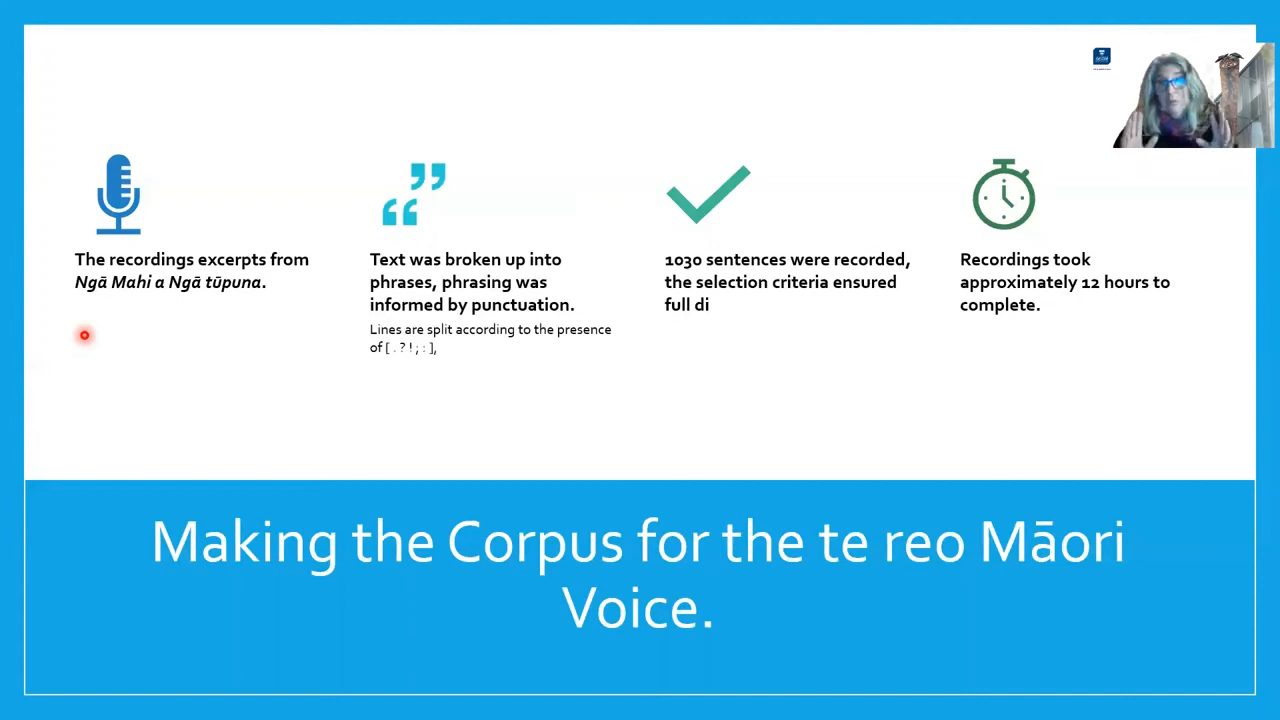 The recordings excerpts from
Ngā Mahi a Ngā tūpuna.
Text was broken up into
phrases, phrasing was
informed by punctuation.
Lines are split according to the presence
of [ . ? ! ; : ],
1030 sentences were recorded,
the selection criteria ensured
full di
Recordings took
approximately 12 hours to
complete.
Making the Corpus for the te reo Māori
Voice.